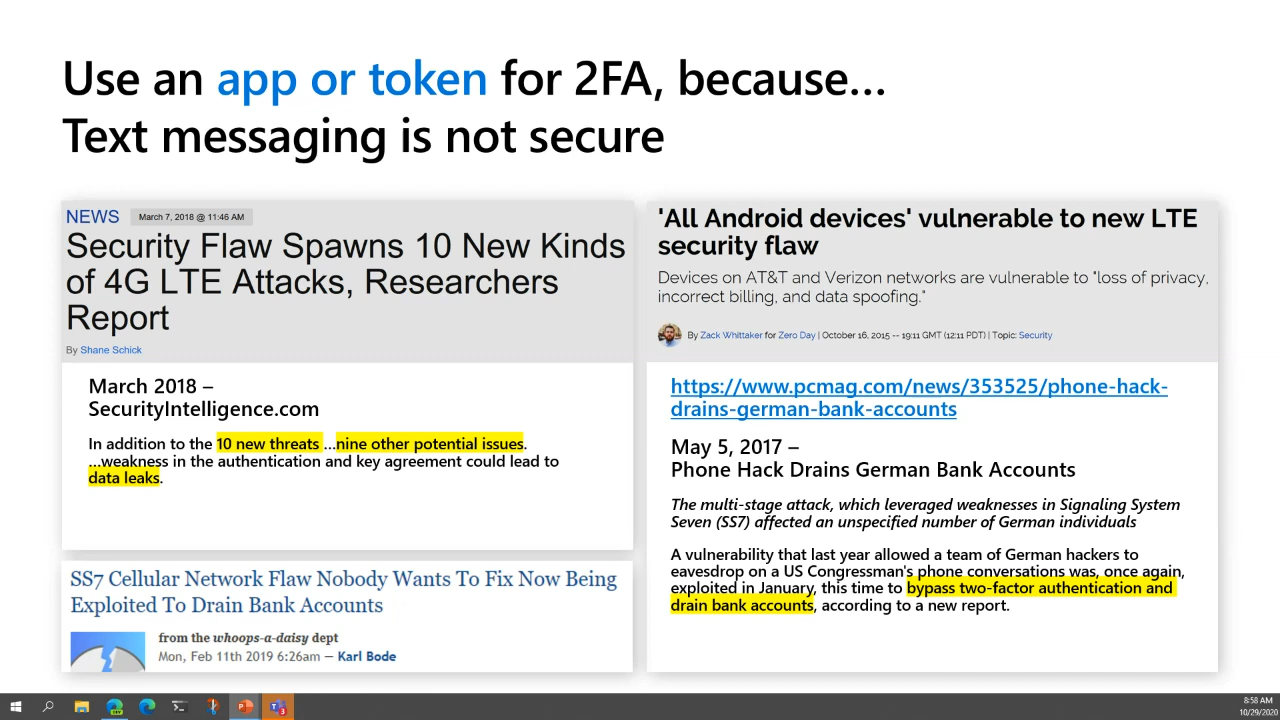 Use an app or token for 2FA, because...
Text messaging is not secure
NEWS March 7, 2018 @ 11:46 AM
Security Flaw Spawns 10 New Kinds
of 4G LTE Attacks, Researchers
Report
By Shane Schick
March 2018 –
SecurityIntelligence.com
In addition to the 10 new threats ...nine other potential issues.
...weakness in the authentication and key agreement could lead to
data leaks.
SS7 Cellular Network Flaw Nobody Wants To Fix Now Being
Exploited To Drain Bank Accounts
from the whoops-a-daisy dept
Mon, Feb 11th 2019 6:26am — Karl Bode
'All Android devices' vulnerable to new LTE
security flaw
Devices on AT&T and Verizon networks are vulnerable to "loss of privacy,
incorrect billing, and data spoofing."
By Zack Whittaker for Zero Day | October 16, 2015 -- 19:11 GMT (12:11 PDT) | Topic: Security
https://www.pcmag.com/news/353525/phone-hack-
drains-german-bank-accounts
May 5, 2017 –
Phone Hack Drains German Bank Accounts
The multi-stage attack, which leveraged weaknesses in Signaling System
Seven (SS7) affected an unspecified number of German individuals
A vulnerability that last year allowed a team of German hackers to
eavesdrop on a US Congressman's phone conversations was, once again,
exploited in January, this time to bypass two-factor authentication and
drain bank accounts, according to a new report.
8:58 AM
10/29/2020